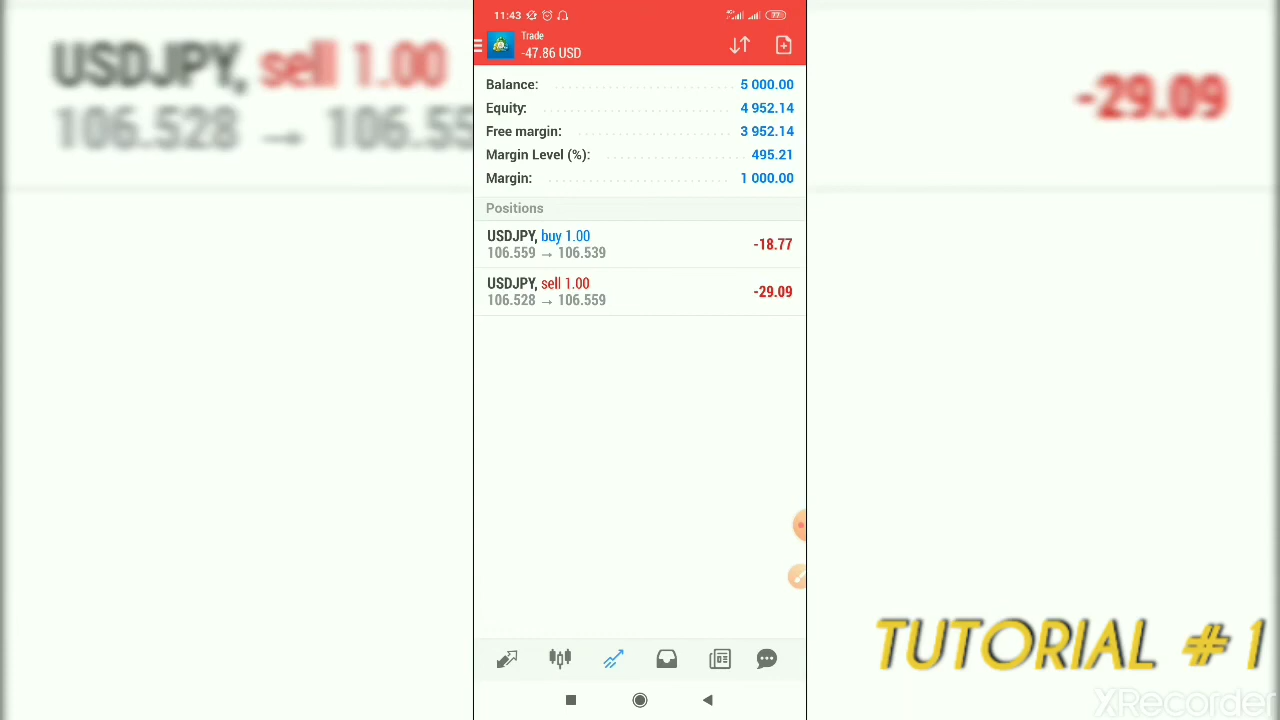 USDJPY, sell 1.00
106.528 → 106.55
-29.09
11:43
4G
77
Trade
-47.86 USD
Balance: 5 000.00
Equity: 4 952.14
Free margin: 3 952.14
Margin Level (%): 495.21
Margin: 1 000.00
Positions
USDJPY, buy 1.00
106.559 → 106.539
-18.77
USDJPY, sell 1.00
106.528 → 106.559
-29.09
TUTORIAL # 1
XRecorder